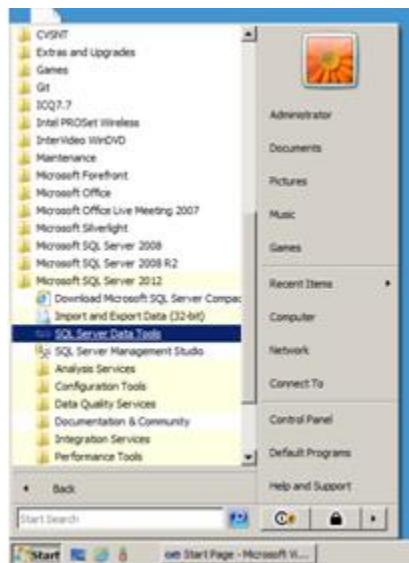 CVSNT
Extras and Upgrades
Games
Git
ICQ7.7
Intel PROSet Wireless
InterVideo WinDVD
Maintenance
Microsoft Forefront
Microsoft Office
Microsoft Office Live Meeting 2007
Microsoft Silverlight
Microsoft SQL Server 2008
Microsoft SQL Server 2008 R2
Microsoft SQL Server 2012
Download Microsoft SQL Server Compac
Import and Export Data (32-bit)
SQL Server Data Tools
SQL Server Management Studio
Analysis Services
Configuration Tools
Data Quality Services
Documentation & Community
Integration Services
Performance Tools
Back
Start Search
Administrator
Documents
Pictures
Music
Games
Recent Items
Computer
Network
Connect To
Control Panel
Default Programs
Help and Support
Start
Start Page - Microsoft Vi...